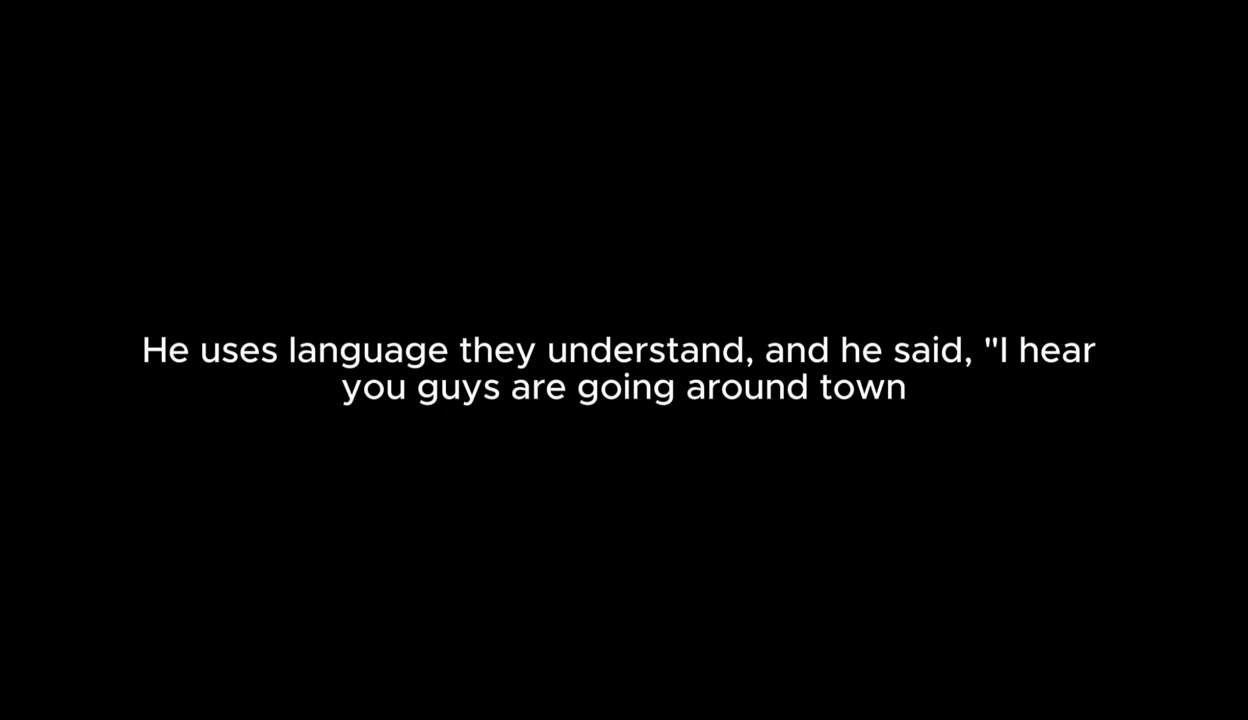 He uses language they understand, and he said, "I hear
you guys are going around town